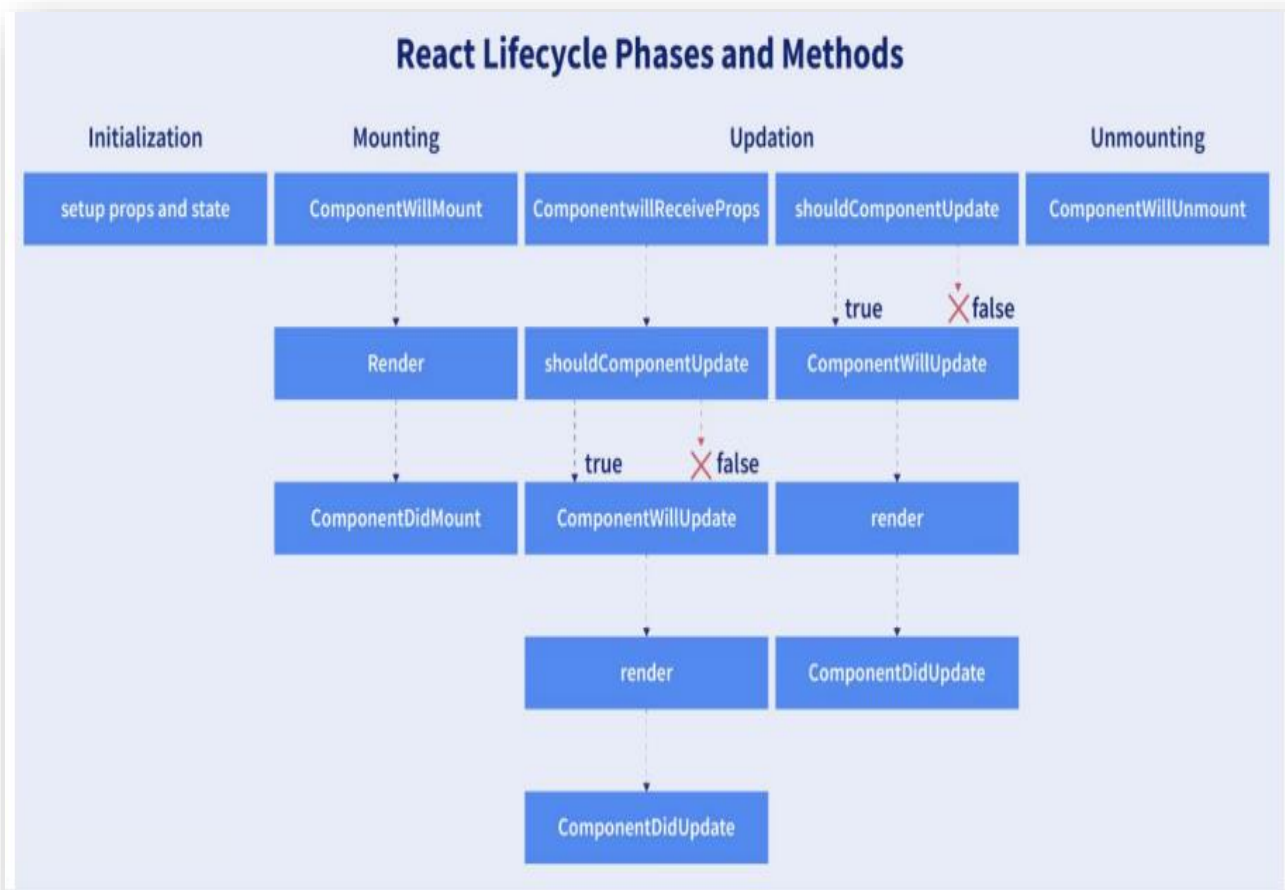 React Lifecycle Phases and Methods
Initialization Mounting Updation Unmounting
setup props and state ComponentWillMount ComponentwillReceiveProps shouldComponentUpdate ComponentWillUnmount
true false
Render shouldComponentUpdate ComponentWillUpdate
true false
ComponentDidMount ComponentWillUpdate render
render ComponentDidUpdate
ComponentDidUpdate